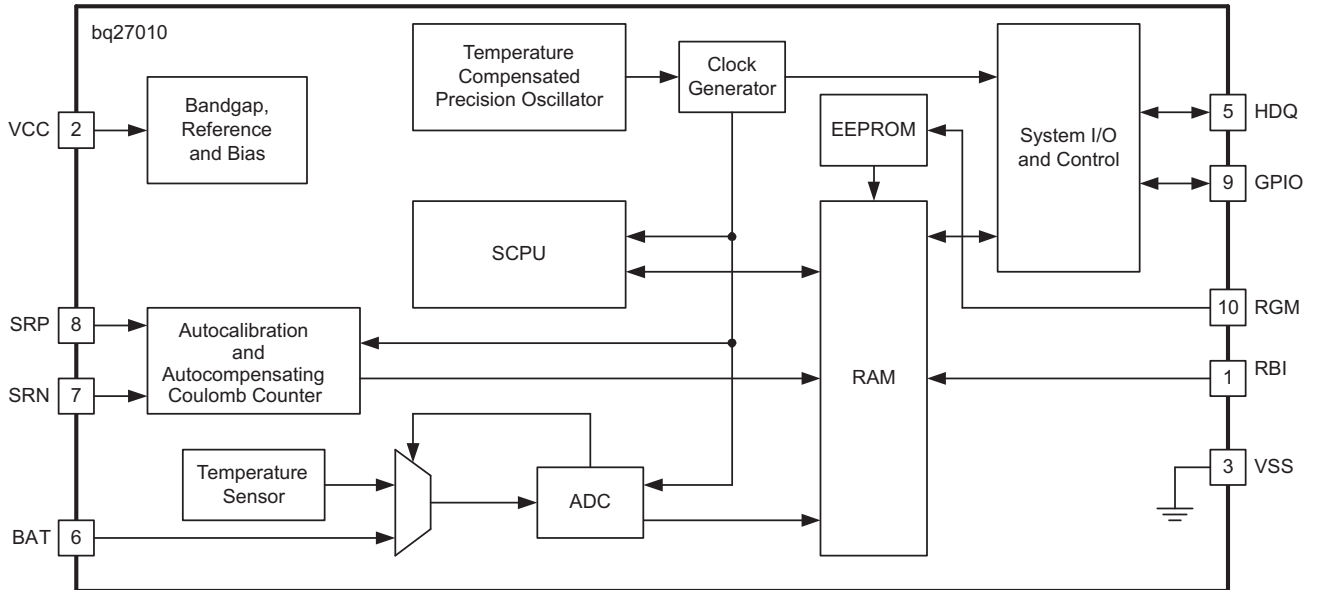 bq27010
Temperature
Compensated
Precision Oscillator
Clock
Generator
Bandgap,
Reference
and Bias
VCC
2
EEPROM
System I/O
and Control
5
HDQ
9
GPIO
SCPU
10
RGM
SRP
8
Autocalibration
and
Autocompensating
Coulomb Counter
SRN
7
RAM
1
RBI
Temperature
Sensor
ADC
3
VSS
BAT
6